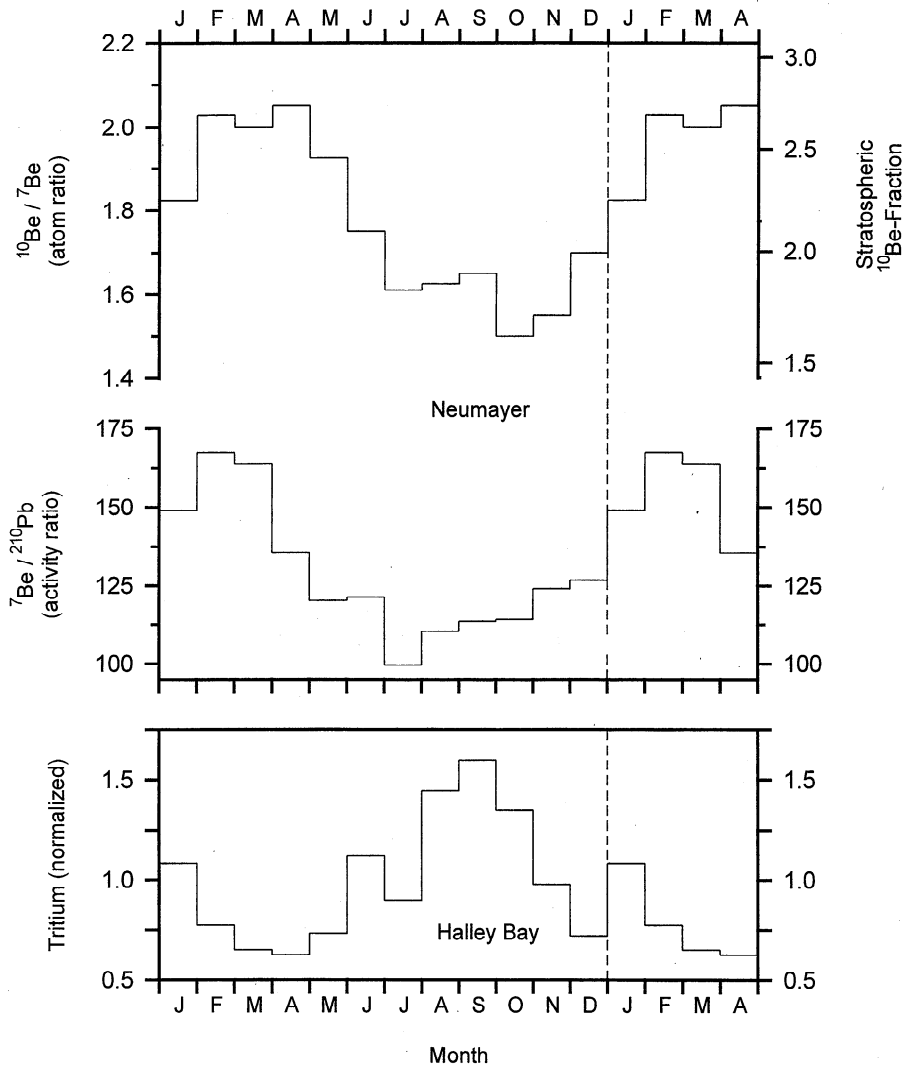 J F M A M J J A S O N D J F M A
2.2
2.0
1.8
1.6
1.4
¹⁰Be / ⁷Be
(atom ratio)
3.0
2.5
2.0
1.5
Stratospheric
¹⁰Be-Fraction
Neumayer
175
150
125
100
⁷Be / ²¹⁰Pb
(activity ratio)
175
150
125
100
1.5
1.0
0.5
Tritium (normalized)
Halley Bay
1.5
1.0
0.5
J F M A M J J A S O N D J F M A
Month